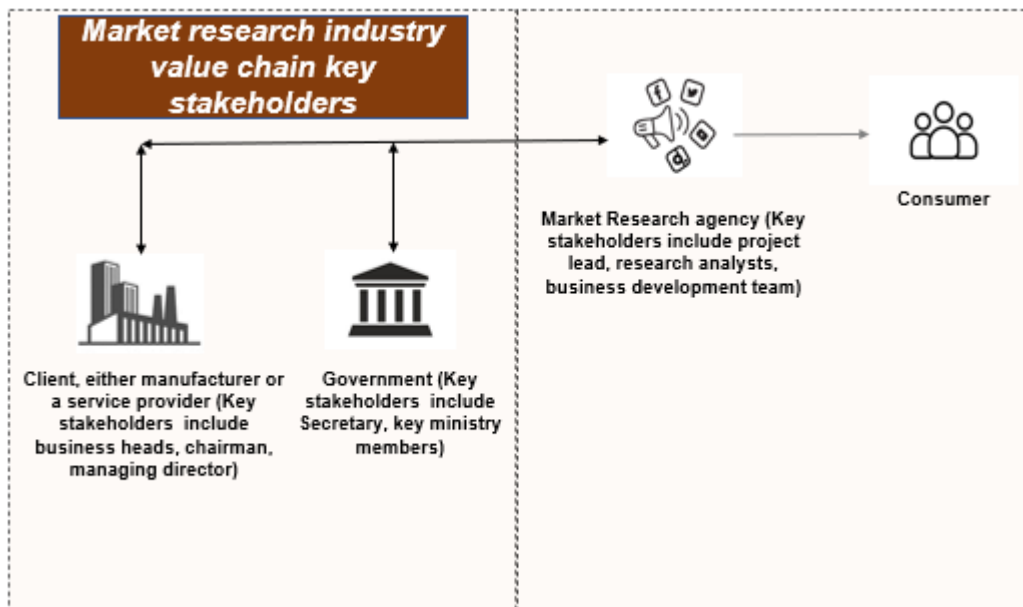 Market research industry
value chain key
stakeholders
Consumer
Market Research agency (Key
stakeholders include project
lead, research analysts,
business development team)
Client, either manufacturer or
a service provider (Key
stakeholders include
business heads, chairman,
managing director)
Government (Key
stakeholders include
Secretary, key ministry
members)